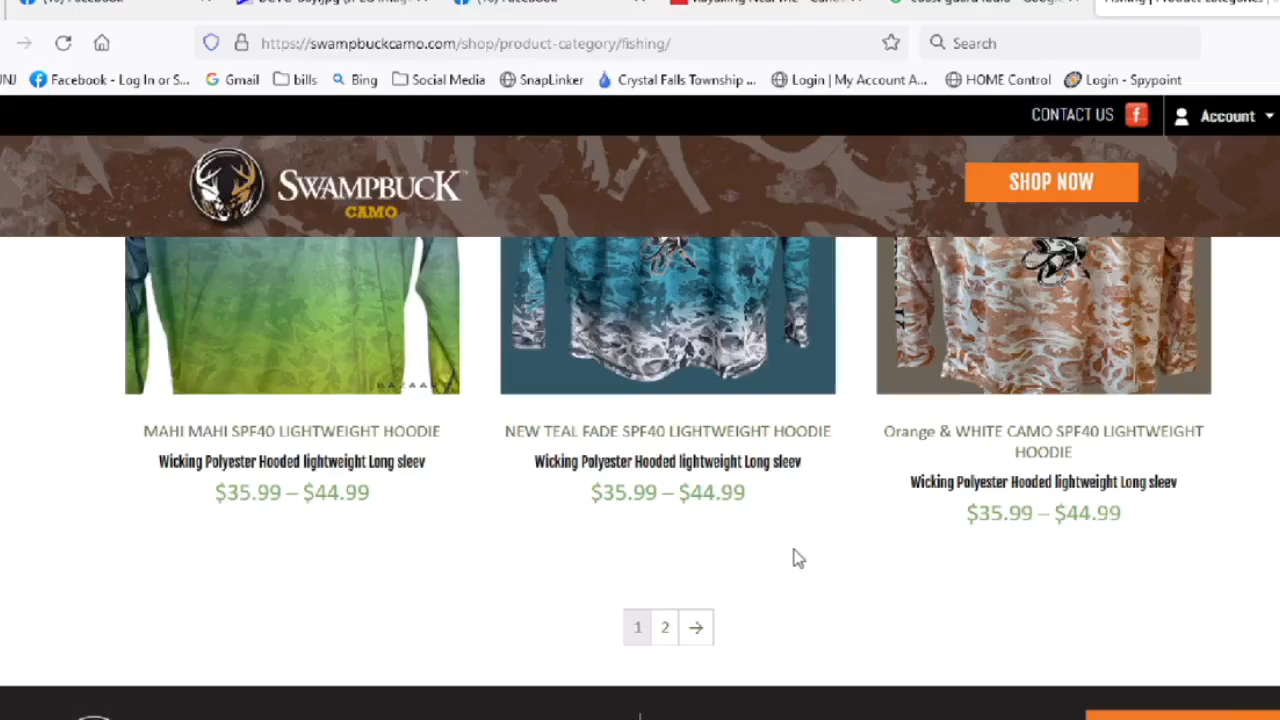 https://swampbuckcamo.com/shop/product-category/fishing/
Search
UNJ
Facebook - Log In or S...
Gmail
bills
Bing
Social Media
SnapLinker
Crystal Falls Township ...
Login | My Account A...
HOME Control
Login - Spypoint
CONTACT US
Account
SWAMPBUCK
CAMO
SHOP NOW
MAHI MAHI SPF40 LIGHTWEIGHT HOODIE
Wicking Polyester Hooded lightweight Long sleev
$35.99 – $44.99
NEW TEAL FADE SPF40 LIGHTWEIGHT HOODIE
Wicking Polyester Hooded lightweight Long sleev
$35.99 – $44.99
Orange & WHITE CAMO SPF40 LIGHTWEIGHT
HOODIE
Wicking Polyester Hooded lightweight Long sleev
$35.99 – $44.99
1 2 →